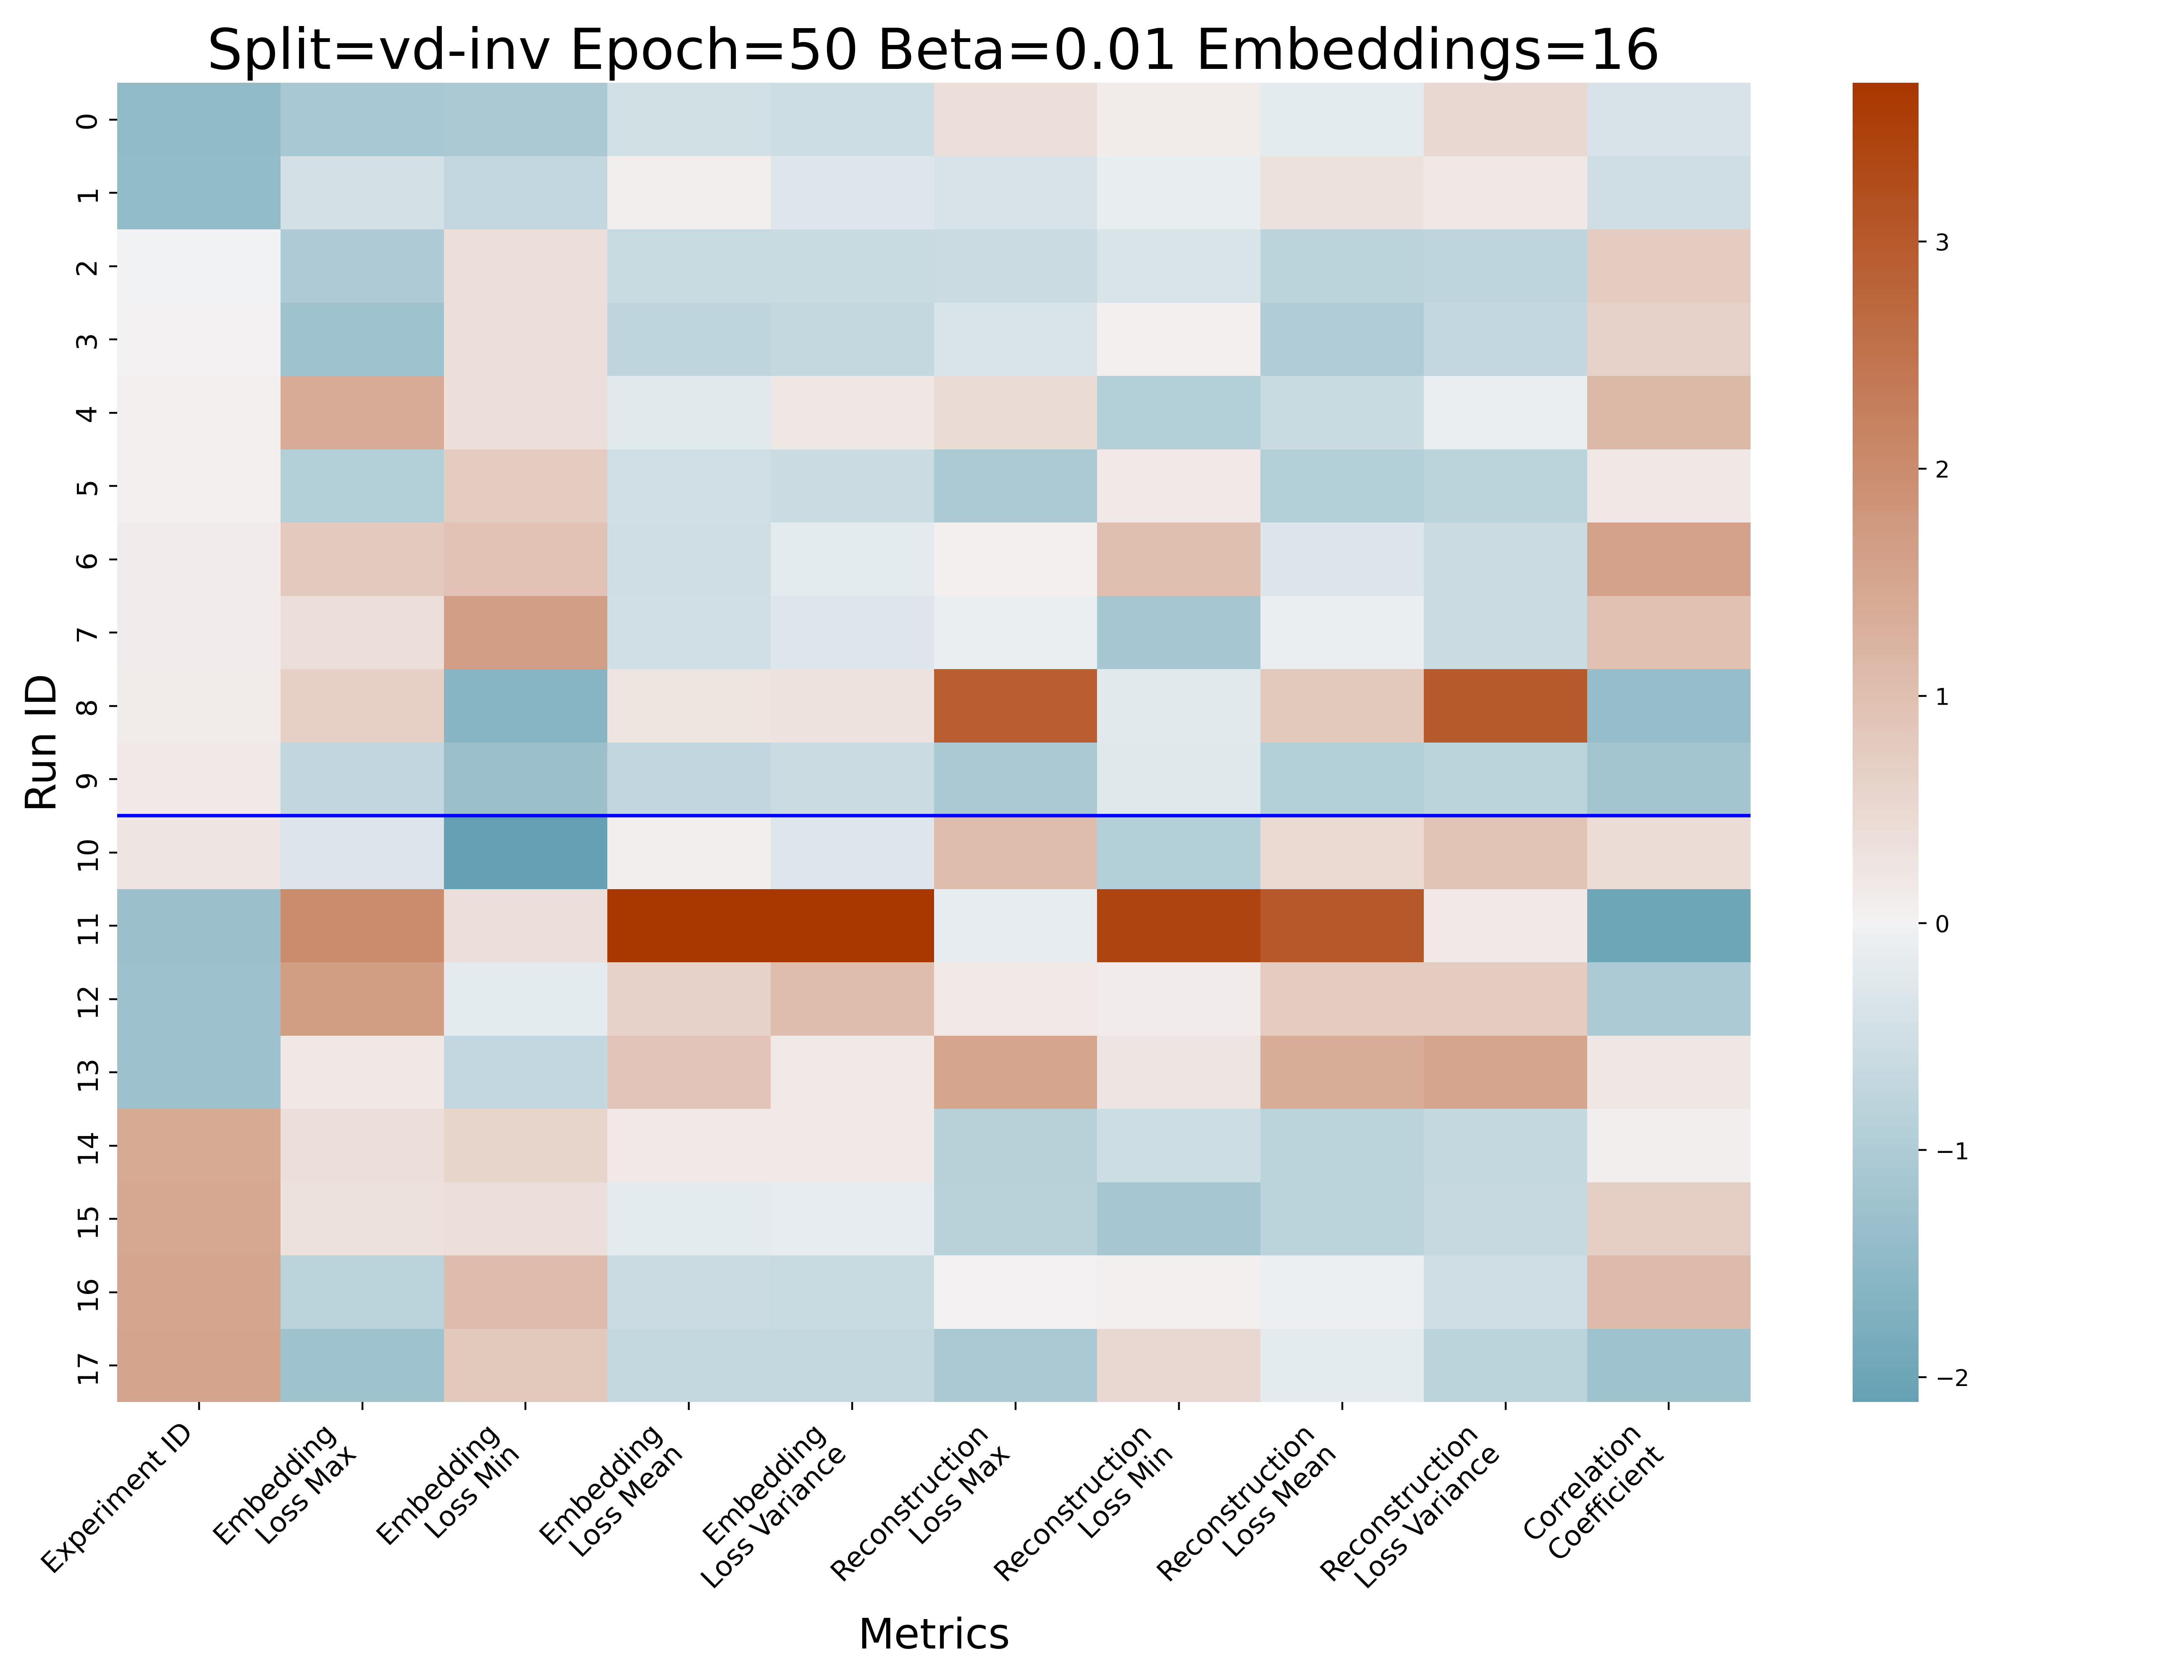 Split=vd-inv Epoch=50 Beta=0.01 Embeddings=16
Run ID
0
1
2
3
4
5
6
7
8
9
10
11
12
13
14
15
16
17
Experiment ID
Embedding
Loss Max
Embedding
Loss Min
Embedding
Loss Mean
Embedding
Loss Variance
Reconstruction
Loss Max
Reconstruction
Loss Min
Reconstruction
Loss Mean
Reconstruction
Loss Variance
Correlation
Coefficient
Metrics
3
2
1
0
−1
−2